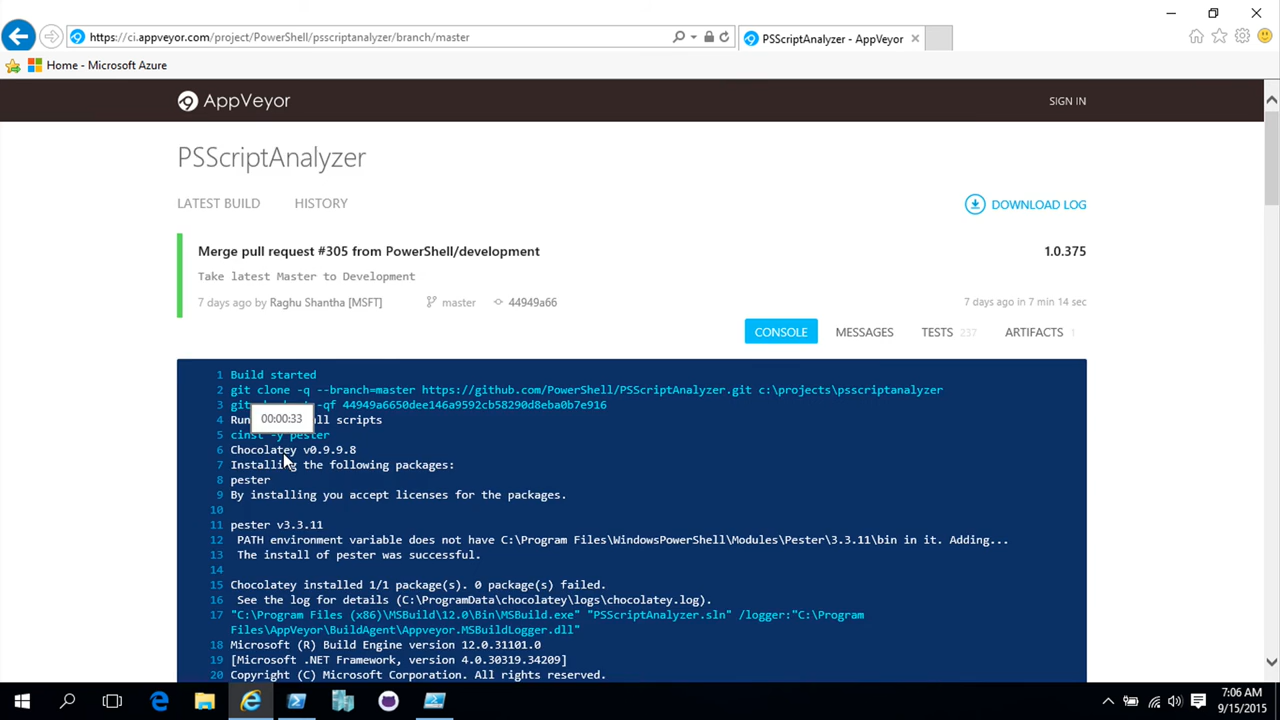 https://ci.appveyor.com/project/PowerShell/psscriptanalyzer/branch/master
PSScriptAnalyzer - AppVeyor
Home - Microsoft Azure
AppVeyor
SIGN IN
PSScriptAnalyzer
LATEST BUILD
HISTORY
DOWNLOAD LOG
Merge pull request #305 from PowerShell/development
1.0.375
Take latest Master to Development
7 days ago by Raghu Shantha [MSFT]
master
44949a66
7 days ago in 7 min 14 sec
CONSOLE
MESSAGES
TESTS 237
ARTIFACTS 1
1 Build started
2 git clone -q --branch=master https://github.com/PowerShell/PSScriptAnalyzer.git c:\projects\psscriptanalyzer
3 git -qf 44949a6650dee146a9592cb58290d8eba0b7e916
00:00:33
4 Run scripts
5 cinst -y pester
6 Chocolatey v0.9.9.8
7 Installing the following packages:
8 pester
9 By installing you accept licenses for the packages.
10
11 pester v3.3.11
12 PATH environment variable does not have C:\Program Files\WindowsPowerShell\Modules\Pester\3.3.11\bin in it. Adding...
13 The install of pester was successful.
14
15 Chocolatey installed 1/1 package(s). 0 package(s) failed.
16 See the log for details (C:\ProgramData\chocolatey\logs\chocolatey.log).
17 "C:\Program Files (x86)\MSBuild\12.0\Bin\MSBuild.exe" "PSScriptAnalyzer.sln" /logger:"C:\Program
Files\AppVeyor\BuildAgent\Appveyor.MSBuildLogger.dll"
18 Microsoft (R) Build Engine version 12.0.31101.0
19 [Microsoft .NET Framework, version 4.0.30319.34209]
20 Copyright (C) Microsoft Corporation. All rights reserved.
7:06 AM
9/15/2015